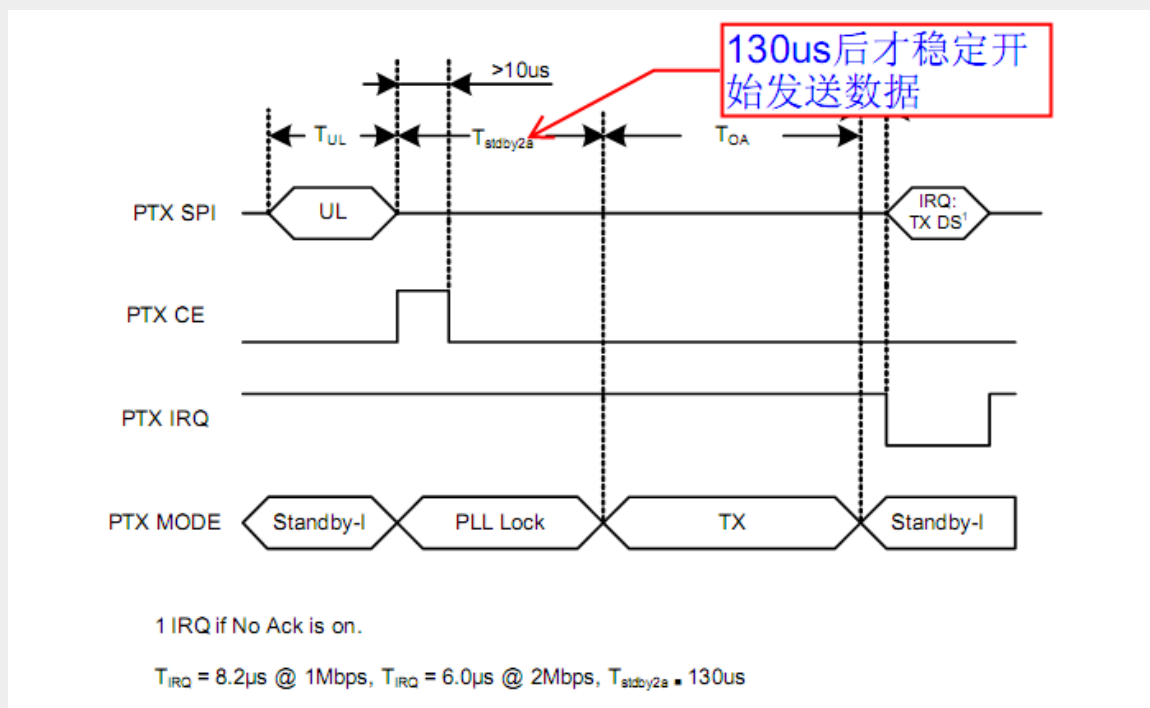 130us后才稳定开
始发送数据
>10us
TUL
Tstdby2a
TOA
PTX SPI
UL
IRQ:
TX DS1
PTX CE
PTX IRQ
PTX MODE
Standby-I
PLL Lock
TX
Standby-I
1 IRQ if No Ack is on.
TIRQ = 8.2µs @ 1Mbps, TIRQ = 6.0µs @ 2Mbps, Tstdby2a = 130us